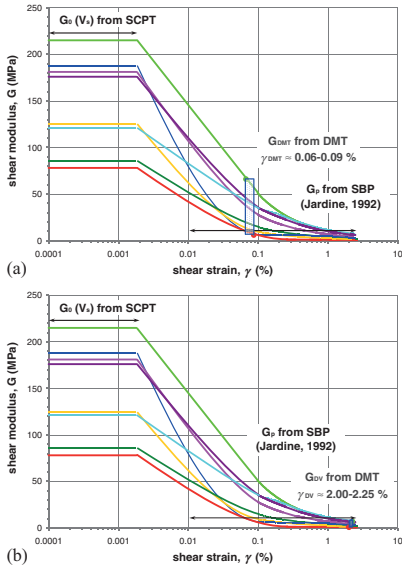 250
G₀ (Vₛ) from SCPT
200
150
shear modulus, G (MPa)
G_DMT from DMT
γ_DMT ≈ 0.06-0.09 %
100
Gₚ from SBP
(Jardine, 1992)
50
0
0.0001 0.001 0.01 0.1 1 10
(a)
shear strain, γ (%)
250
G₀ (Vₛ) from SCPT
200
150
shear modulus, G (MPa)
100
Gₚ from SBP
(Jardine, 1992)
G_DV from DMT
50
γ_DV ≈ 2.00-2.25 %
0
0.0001 0.001 0.01 0.1 1 10
(b)
shear strain, γ (%)